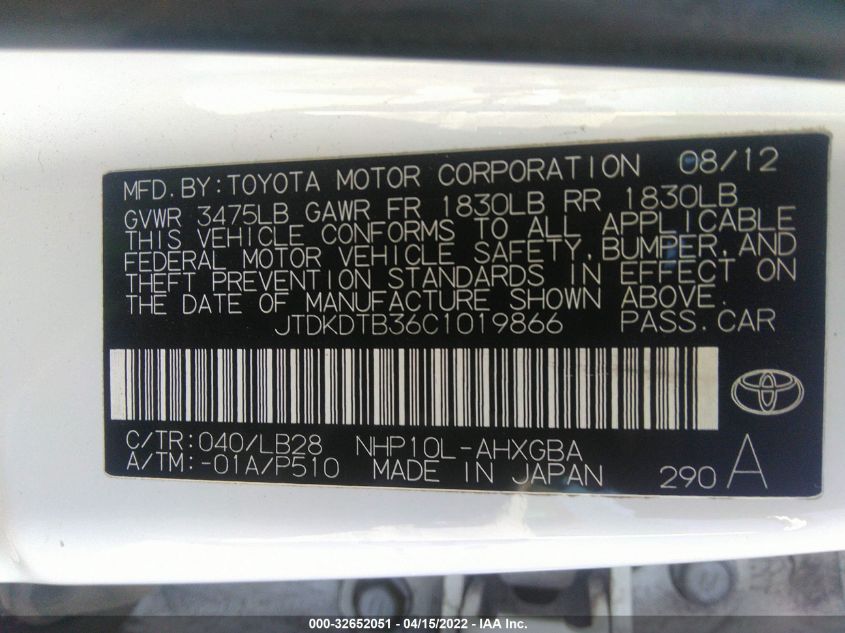 MFD. BY: TOYOTA MOTOR CORPORATION 08/12
GVWR 3475LB GAWR FR 1830LB RR 1830LB
THIS VEHICLE CONFORMS TO ALL APPLICABLE
FEDERAL MOTOR VEHICLE SAFETY, BUMPER, AND
THEFT PREVENTION STANDARDS IN EFFECT ON
THE DATE OF MANUFACTURE SHOWN ABOVE.
JTDKDTB36C1019866 PASS. CAR
C/TR: 040/LB28 NHP10L-AHXGBA
A/TM: -01A/P510 MADE IN JAPAN 290 A
000-32652051 - 04/15/2022 - IAA Inc.